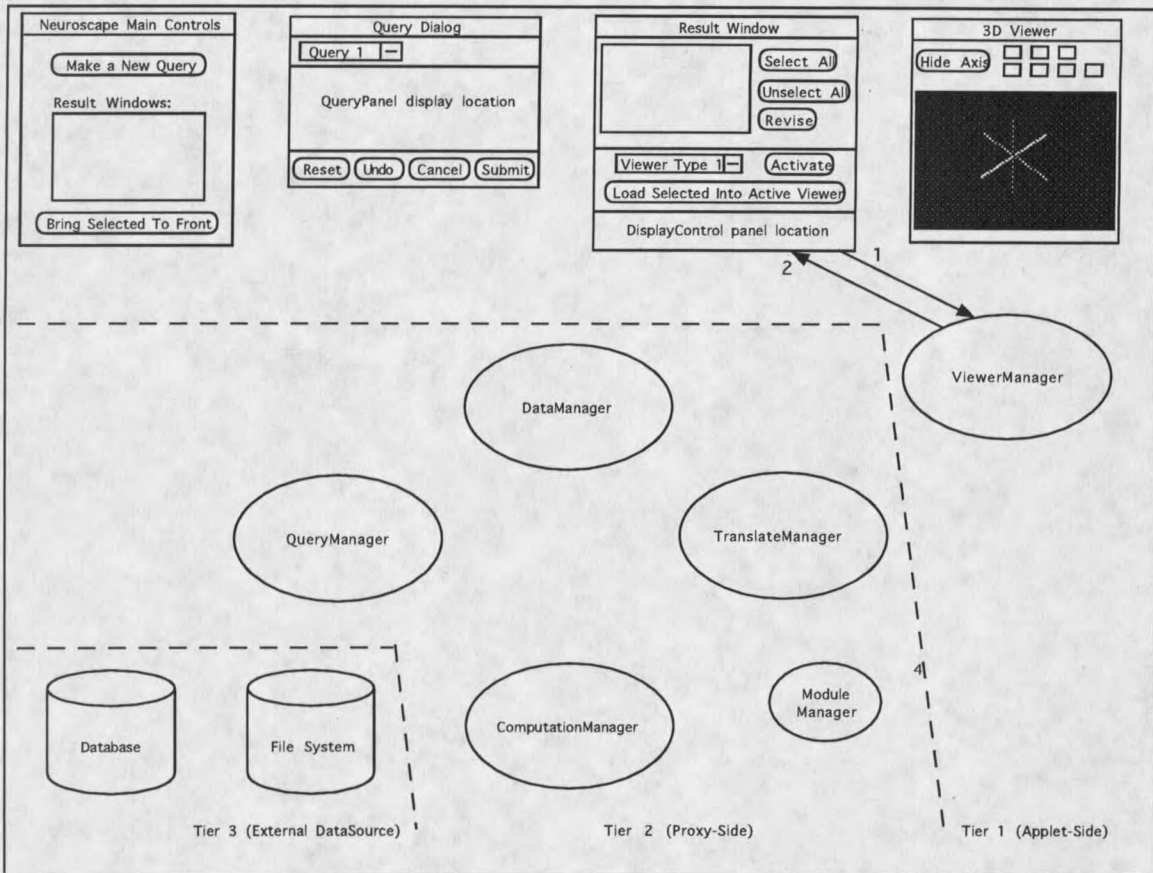 Neuroscape Main Controls
Make a New Query
Result Windows:
Bring Selected To Front
Query Dialog
Query 1
QueryPanel display location
Reset Undo Cancel Submit
Result Window
Select Al
Unselect Al
Revise
Viewer Type 1 Activate
Load Selected Into Active Viewer
DisplayControl panel location
3D Viewer
Hide Axis
1
2
ViewerManager
DataManager
QueryManager
TranslateManager
4
Database
File System
ComputationManager
Module
Manager
Tier 3 (External DataSource)
Tier 2 (Proxy-Side)
Tier 1 (Applet-Side)